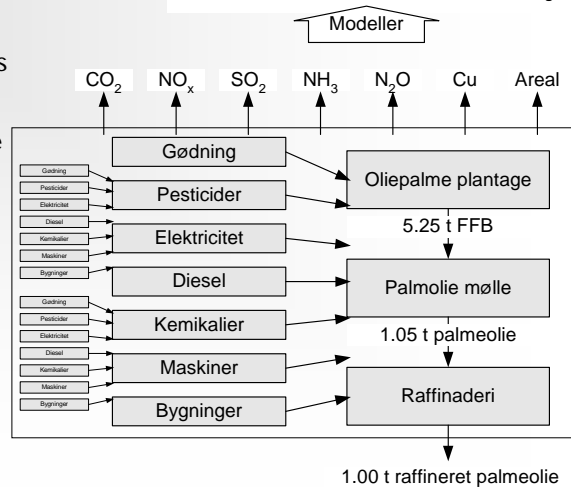 Modeller
s
CO₂ NOₓ SO₂ NH₃ N₂O Cu Areal
e
Gødning
Pesticider
Elektricitet
Diesel
Kemikalier
Maskiner
Bygninger
Gødning
Pesticider
Elektricitet
Diesel
Kemikalier
Maskiner
Bygninger
Gødning
Pesticider
Elektricitet
Diesel
Kemikalier
Maskiner
Bygninger
Oliepalme plantage
5.25 t FFB
Palmolie mølle
1.05 t palmeolie
Raffinaderi
1.00 t raffineret palmeolie